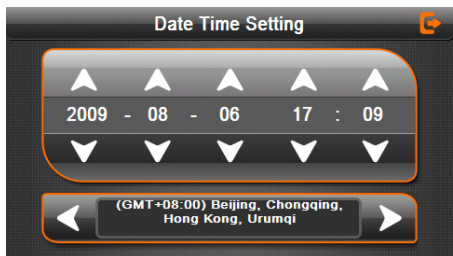 Date Time Setting
2009 - 08 - 06 17 : 09
(GMT+08:00) Beijing, Chongqing,
Hong Kong, Urumqi